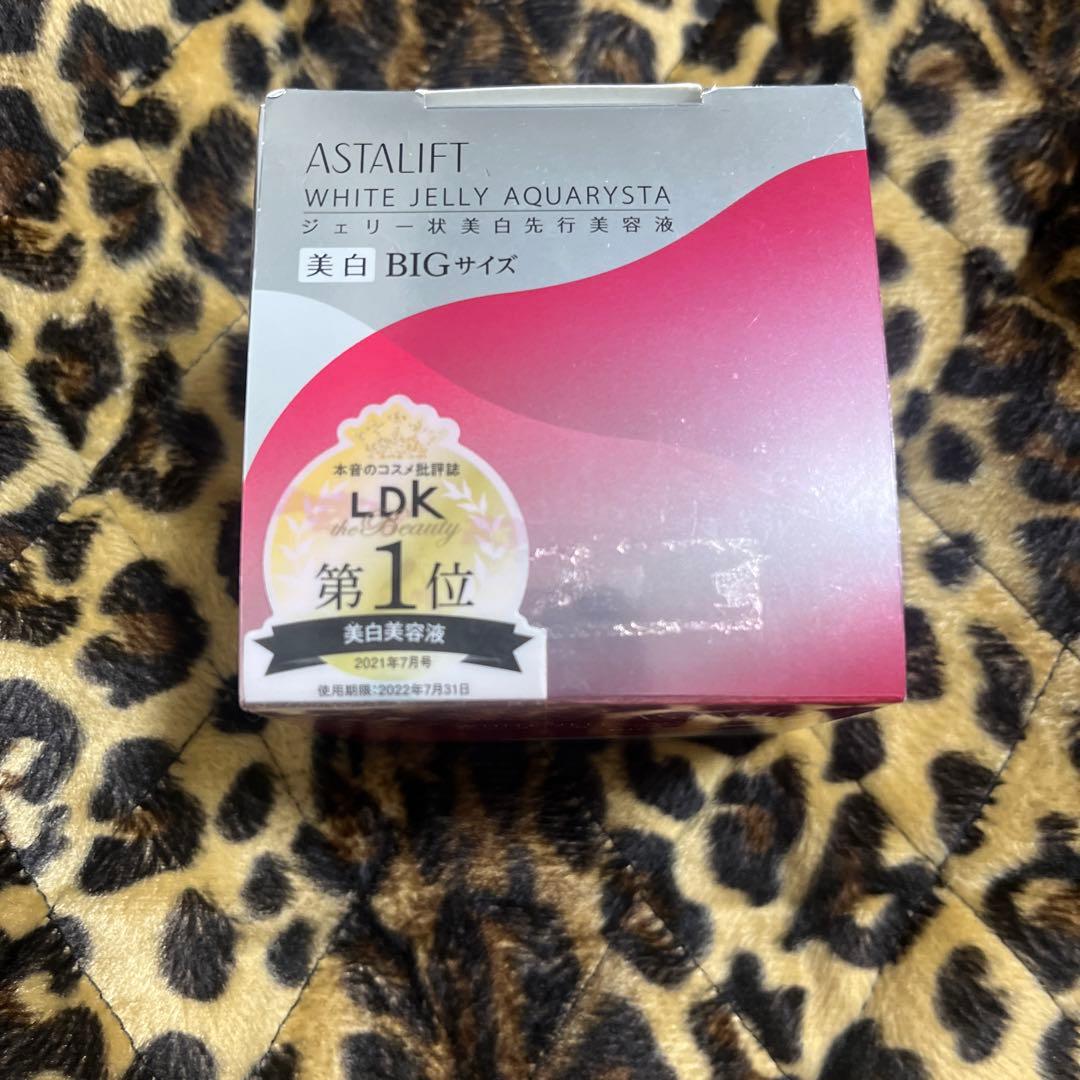 ASTALIFT
WHITE JELLY AQUARYSTA
ジェリー状美白先行美容液
美白 BIGサイズ
本音のコスメ批評誌
LDK
the Beauty
第1位
美白美容液
2021年7月号
使用期限:2022年7月31日